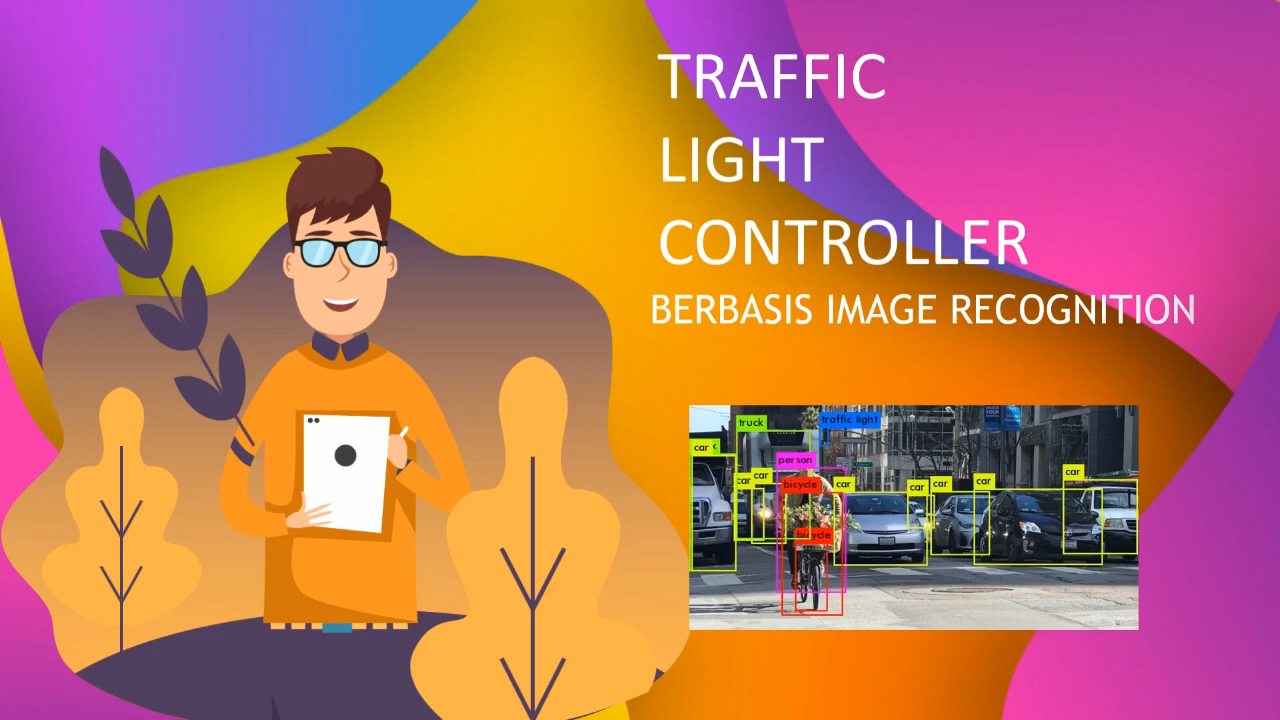 TRAFFIC
LIGHT
CONTROLLER
BERBASIS IMAGE RECOGNITION
truck
traffic light
car
person
car
car
bicycle
car
car
car
car
car
bicycle